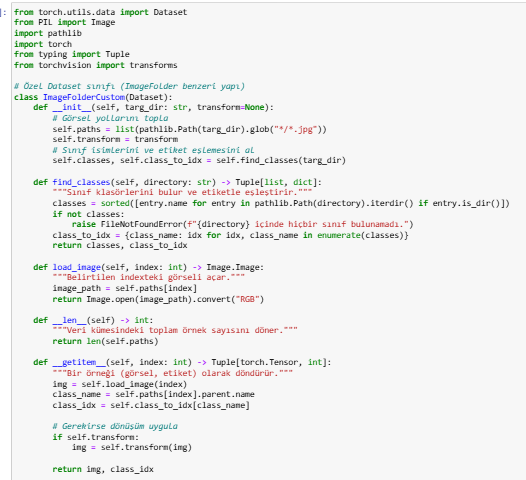 ]: from torch.utils.data import Dataset
from PIL import Image
import pathlib
import torch
from typing import Tuple
from torchvision import transforms

# Özel Dataset sınıfı (ImageFolder benzeri yapı)
class ImageFolderCustom(Dataset):
    def __init__(self, targ_dir: str, transform=None):
        # Görsel yollarını topla
        self.paths = list(pathlib.Path(targ_dir).glob("*/*.jpg"))
        self.transform = transform
        # Sınıf isimlerini ve etiket eşlemesini al
        self.classes, self.class_to_idx = self.find_classes(targ_dir)

    def find_classes(self, directory: str) -> Tuple[list, dict]:
        """Sınıf klasörlerini bulur ve etiketle eşleştirir."""
        classes = sorted([entry.name for entry in pathlib.Path(directory).iterdir() if entry.is_dir()])
        if not classes:
            raise FileNotFoundError(f"{directory} içinde hiçbir sınıf bulunamadı.")
        class_to_idx = {class_name: idx for idx, class_name in enumerate(classes)}
        return classes, class_to_idx

    def load_image(self, index: int) -> Image.Image:
        """Belirtilen indexteki görseli açar."""
        image_path = self.paths[index]
        return Image.open(image_path).convert("RGB")

    def __len__(self) -> int:
        """Veri kümesindeki toplam örnek sayısını döner."""
        return len(self.paths)

    def __getitem__(self, index: int) -> Tuple[torch.Tensor, int]:
        """Bir örneği (görsel, etiket) olarak döndürür."""
        img = self.load_image(index)
        class_name = self.paths[index].parent.name
        class_idx = self.class_to_idx[class_name]

        # Gerekirse dönüşüm uygula
        if self.transform:
            img = self.transform(img)

        return img, class_idx